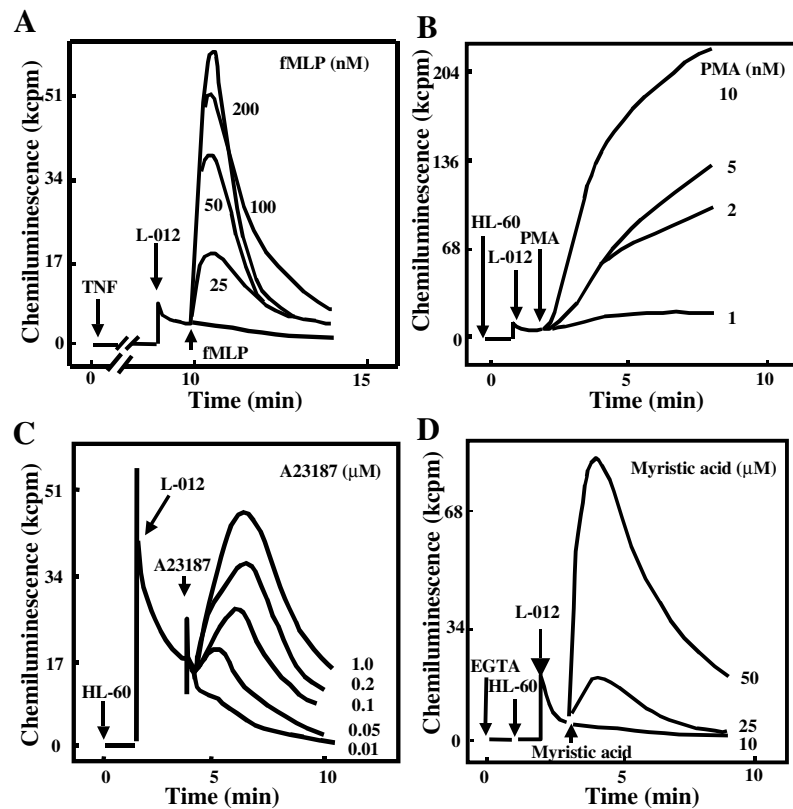 A
fMLP (nM)
Chemiluminescence (kcpm)
51
34
17
0
TNF
L-012
200
100
50
25
fMLP
0
10
15
Time (min)
B
PMA (nM)
Chemiluminescence (kcpm)
204
136
68
0
HL-60
L-012
PMA
10
5
2
1
0
5
10
Time (min)
C
A23187 (µM)
Chemiluminescence (kcpm)
51
34
17
0
L-012
A23187
HL-60
1.0
0.2
0.1
0.05
0.01
0
5
10
Time (min)
D
Myristic acid (µM)
Chemiluminescence (kcpm)
68
34
0
L-012
EGTA
HL-60
50
25
10
Myristic acid
0
5
10
Time (min)